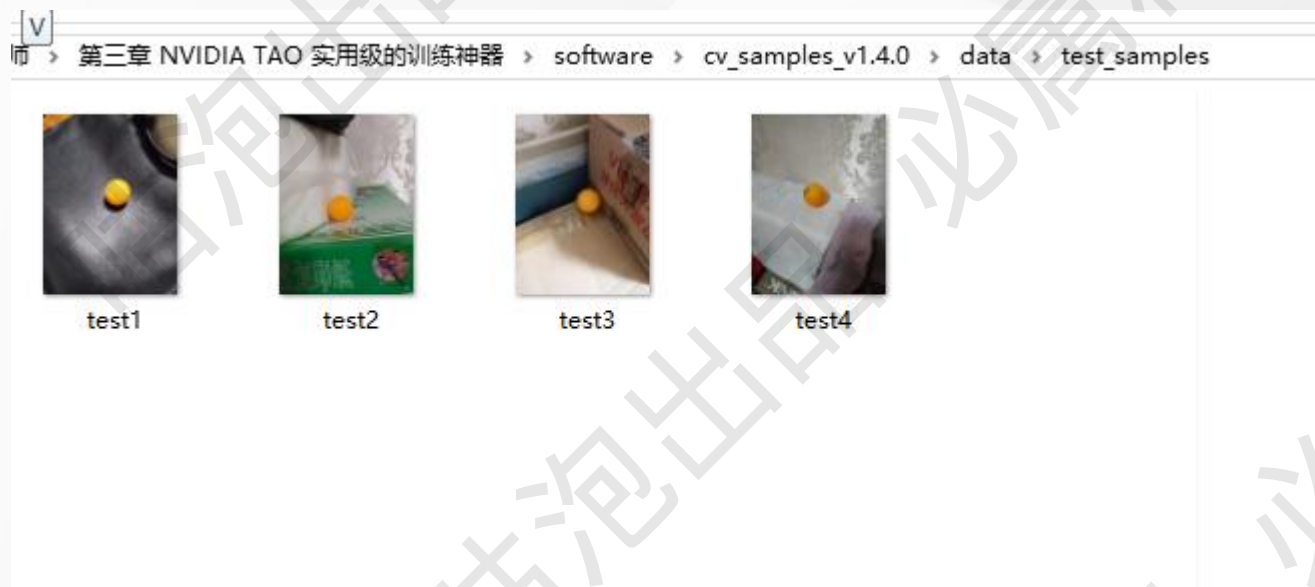 V
师 › 第三章 NVIDIA TAO 实用级的训练神器 › software › cv_samples_v1.4.0 › data › test_samples
test1 test2 test3 test4